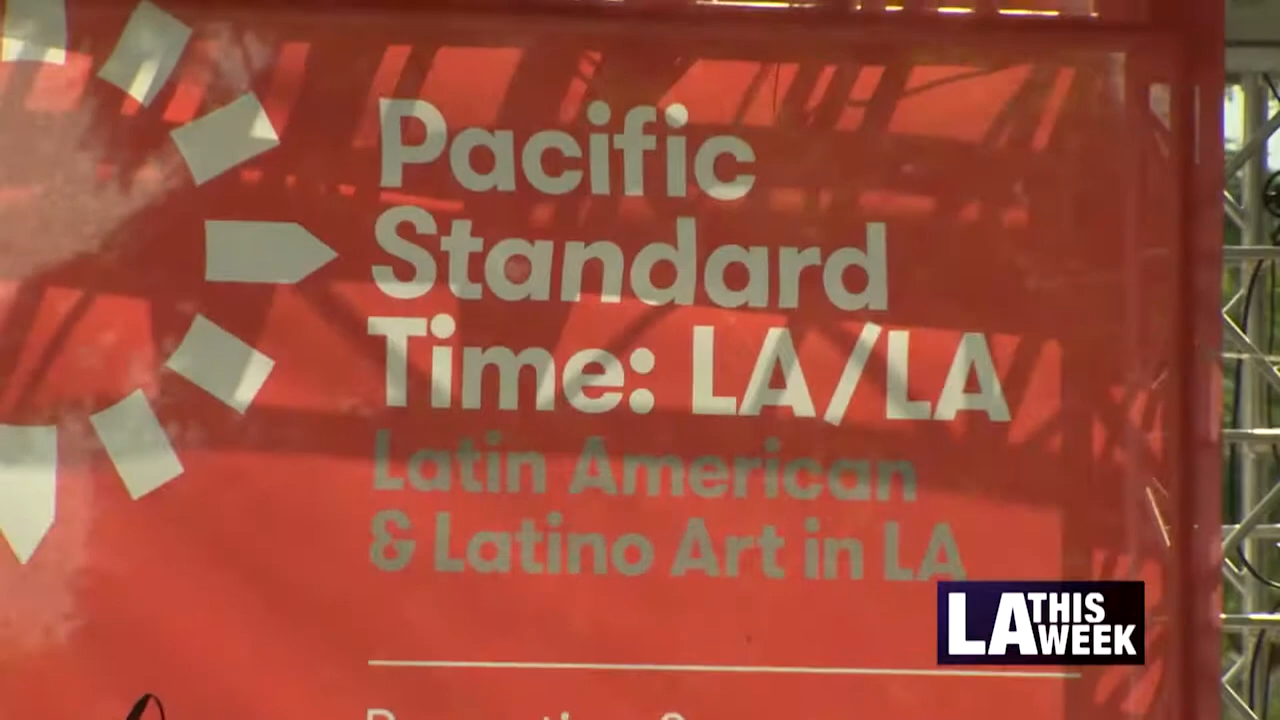 Pacific
Standard
Time: LA/LA
Latin American
& Latino Art in LA
LA THIS
WEEK